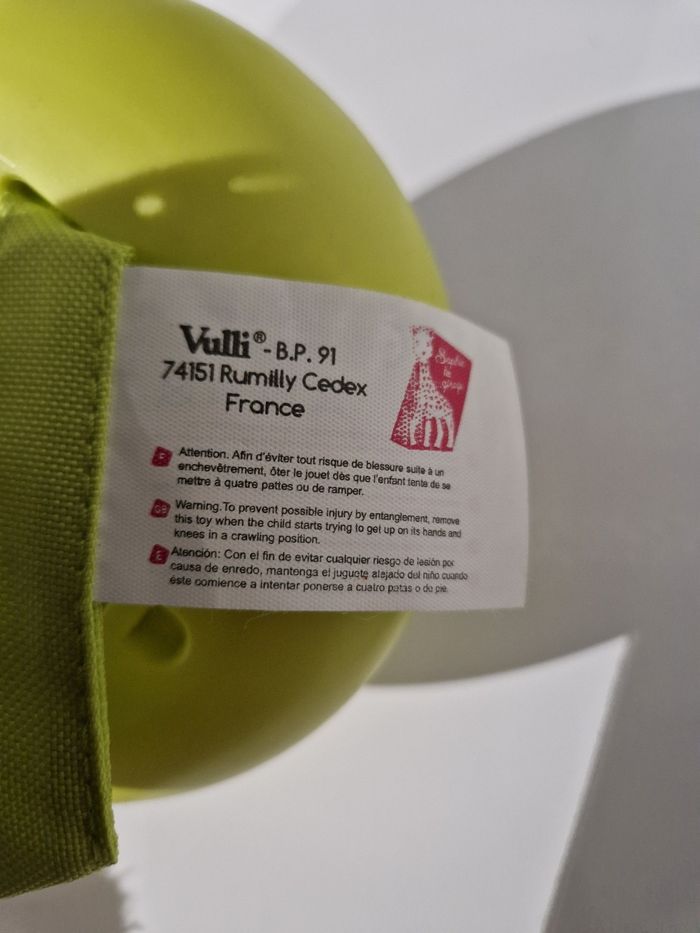 Vulli® - B.P. 91
74151 Rumilly Cedex
France
Sophie
la
girafe
F Attention. Afin d'éviter tout risque de blessure suite à un
enchevêtrement, ôter le jouet dès que l'enfant tente de se
mettre à quatre pattes ou de ramper.
GB Warning.To prevent possible injury by entanglement, remove
this toy when the child starts trying to get up on its hands and
knees in a crawling position.
E Atención: Con el fin de evitar cualquier riesgo de lesión por
causa de enredo, mantenga el juguete alejado del niño cuando
éste comience a intentar ponerse a cuatro patas o de pie.